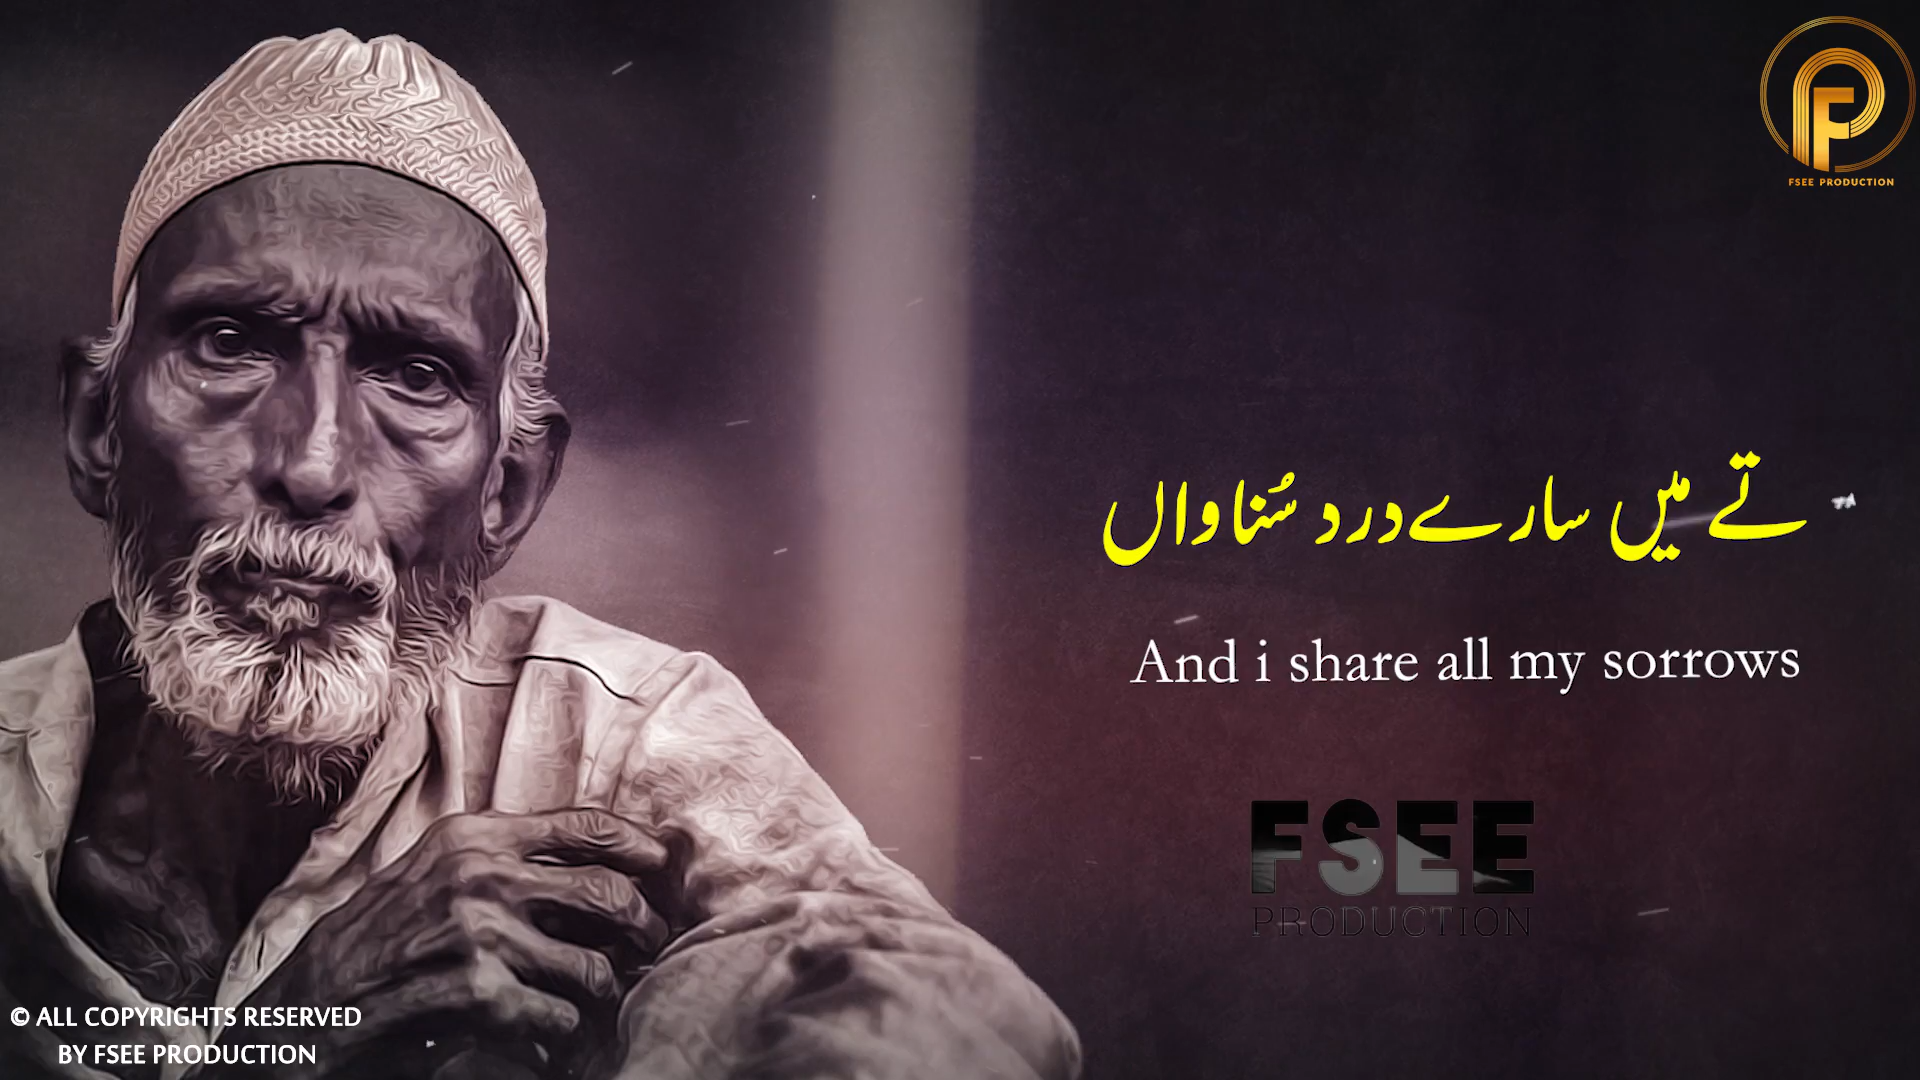 FSEE PRODUCTION
تے میں سارے درد سُناواں
And i share all my sorrows
FSEE
PRODUCTION
© ALL COPYRIGHTS RESERVED
BY FSEE PRODUCTION